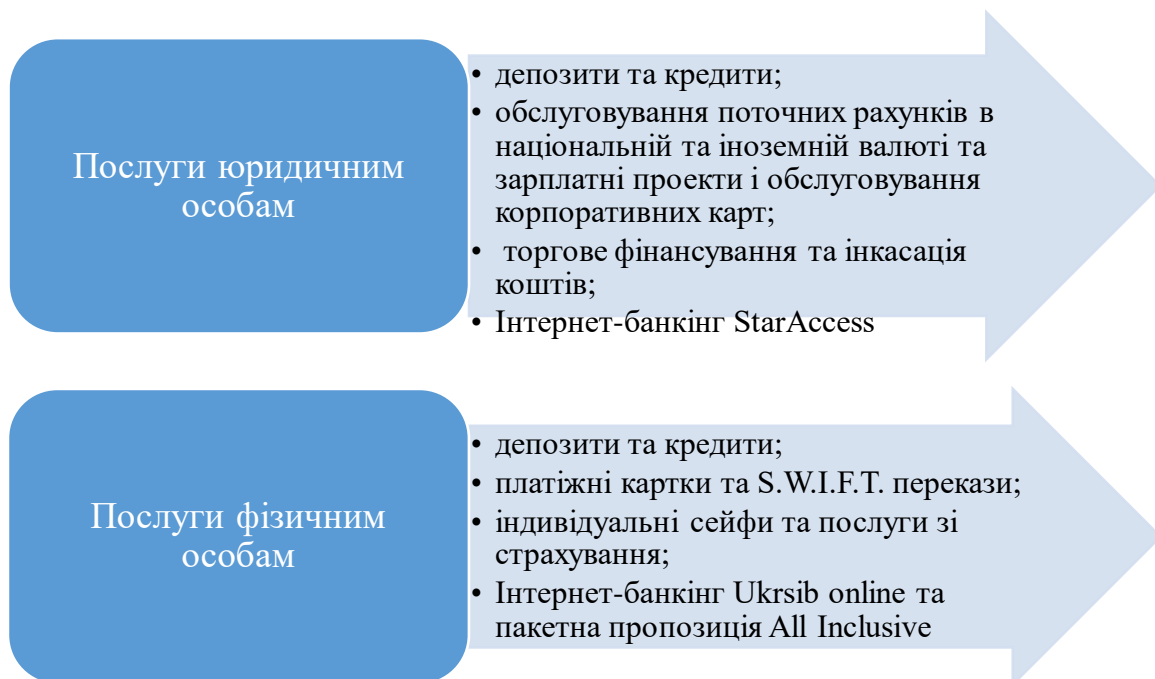 Послуги юридичним
особам
• депозити та кредити;
• обслуговування поточних рахунків в
національній та іноземній валюті та
зарплатні проекти і обслуговування
корпоративних карт;
• торгове фінансування та інкасація
коштів;
• Інтернет-банкінг StarAccess
Послуги фізичним
особам
• депозити та кредити;
• платіжні картки та S.W.I.F.T. перекази;
• індивідуальні сейфи та послуги зі
страхування;
• Інтернет-банкінг Ukrsib online та
пакетна пропозиція All Inclusive